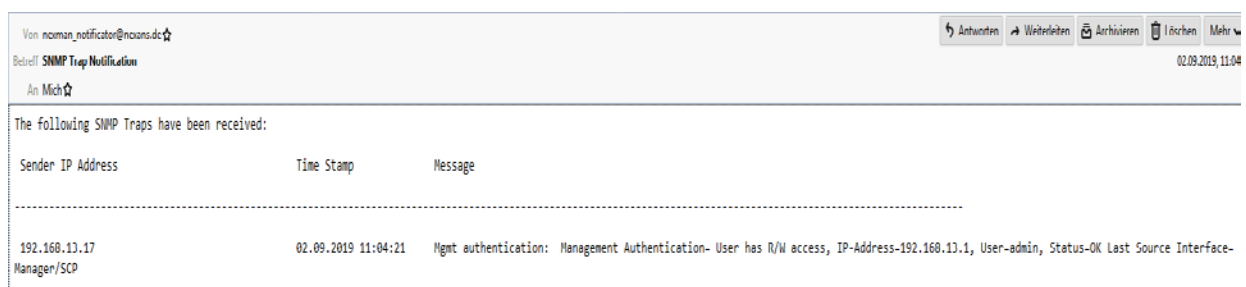 Von nexman_notificator@nexans.de
Antworten Weiterleiten Archivieren Löschen Mehr
Betreff SNMP Trap Notification
02.09.2019, 11:04
An Mich
The following SNMP Traps have been received:
Sender IP Address Time Stamp Message
--------------------------------------------------------------------------------------------------------------------------------------------------------------------
192.168.13.17 02.09.2019 11:04:21 Mgmt authentication: Management Authentication- User has R/W access, IP-Address-192.168.13.1, User-admin, Status-OK Last Source Interface-
Manager/SCP